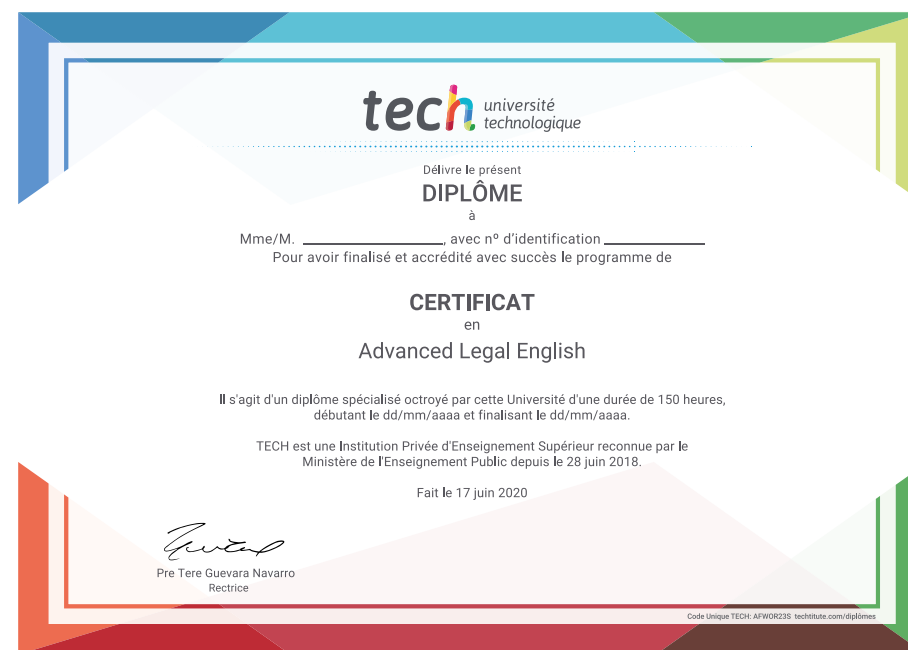 tech université
technologique
Délivre le présent
DIPLÔME
à
Mme/M. ____________________, avec nº d'identification ______________
Pour avoir finalisé et accrédité avec succès le programme de
CERTIFICAT
en
Advanced Legal English
Il s'agit d'un diplôme spécialisé octroyé par cette Université d'une durée de 150 heures,
débutant le dd/mm/aaaa et finalisant le dd/mm/aaaa.
TECH est une Institution Privée d'Enseignement Supérieur reconnue par le
Ministère de l'Enseignement Public depuis le 28 juin 2018.
Fait le 17 juin 2020
Pre Tere Guevara Navarro
Rectrice
Code Unique TECH: AFWOR23S techtitute.com/diplômes